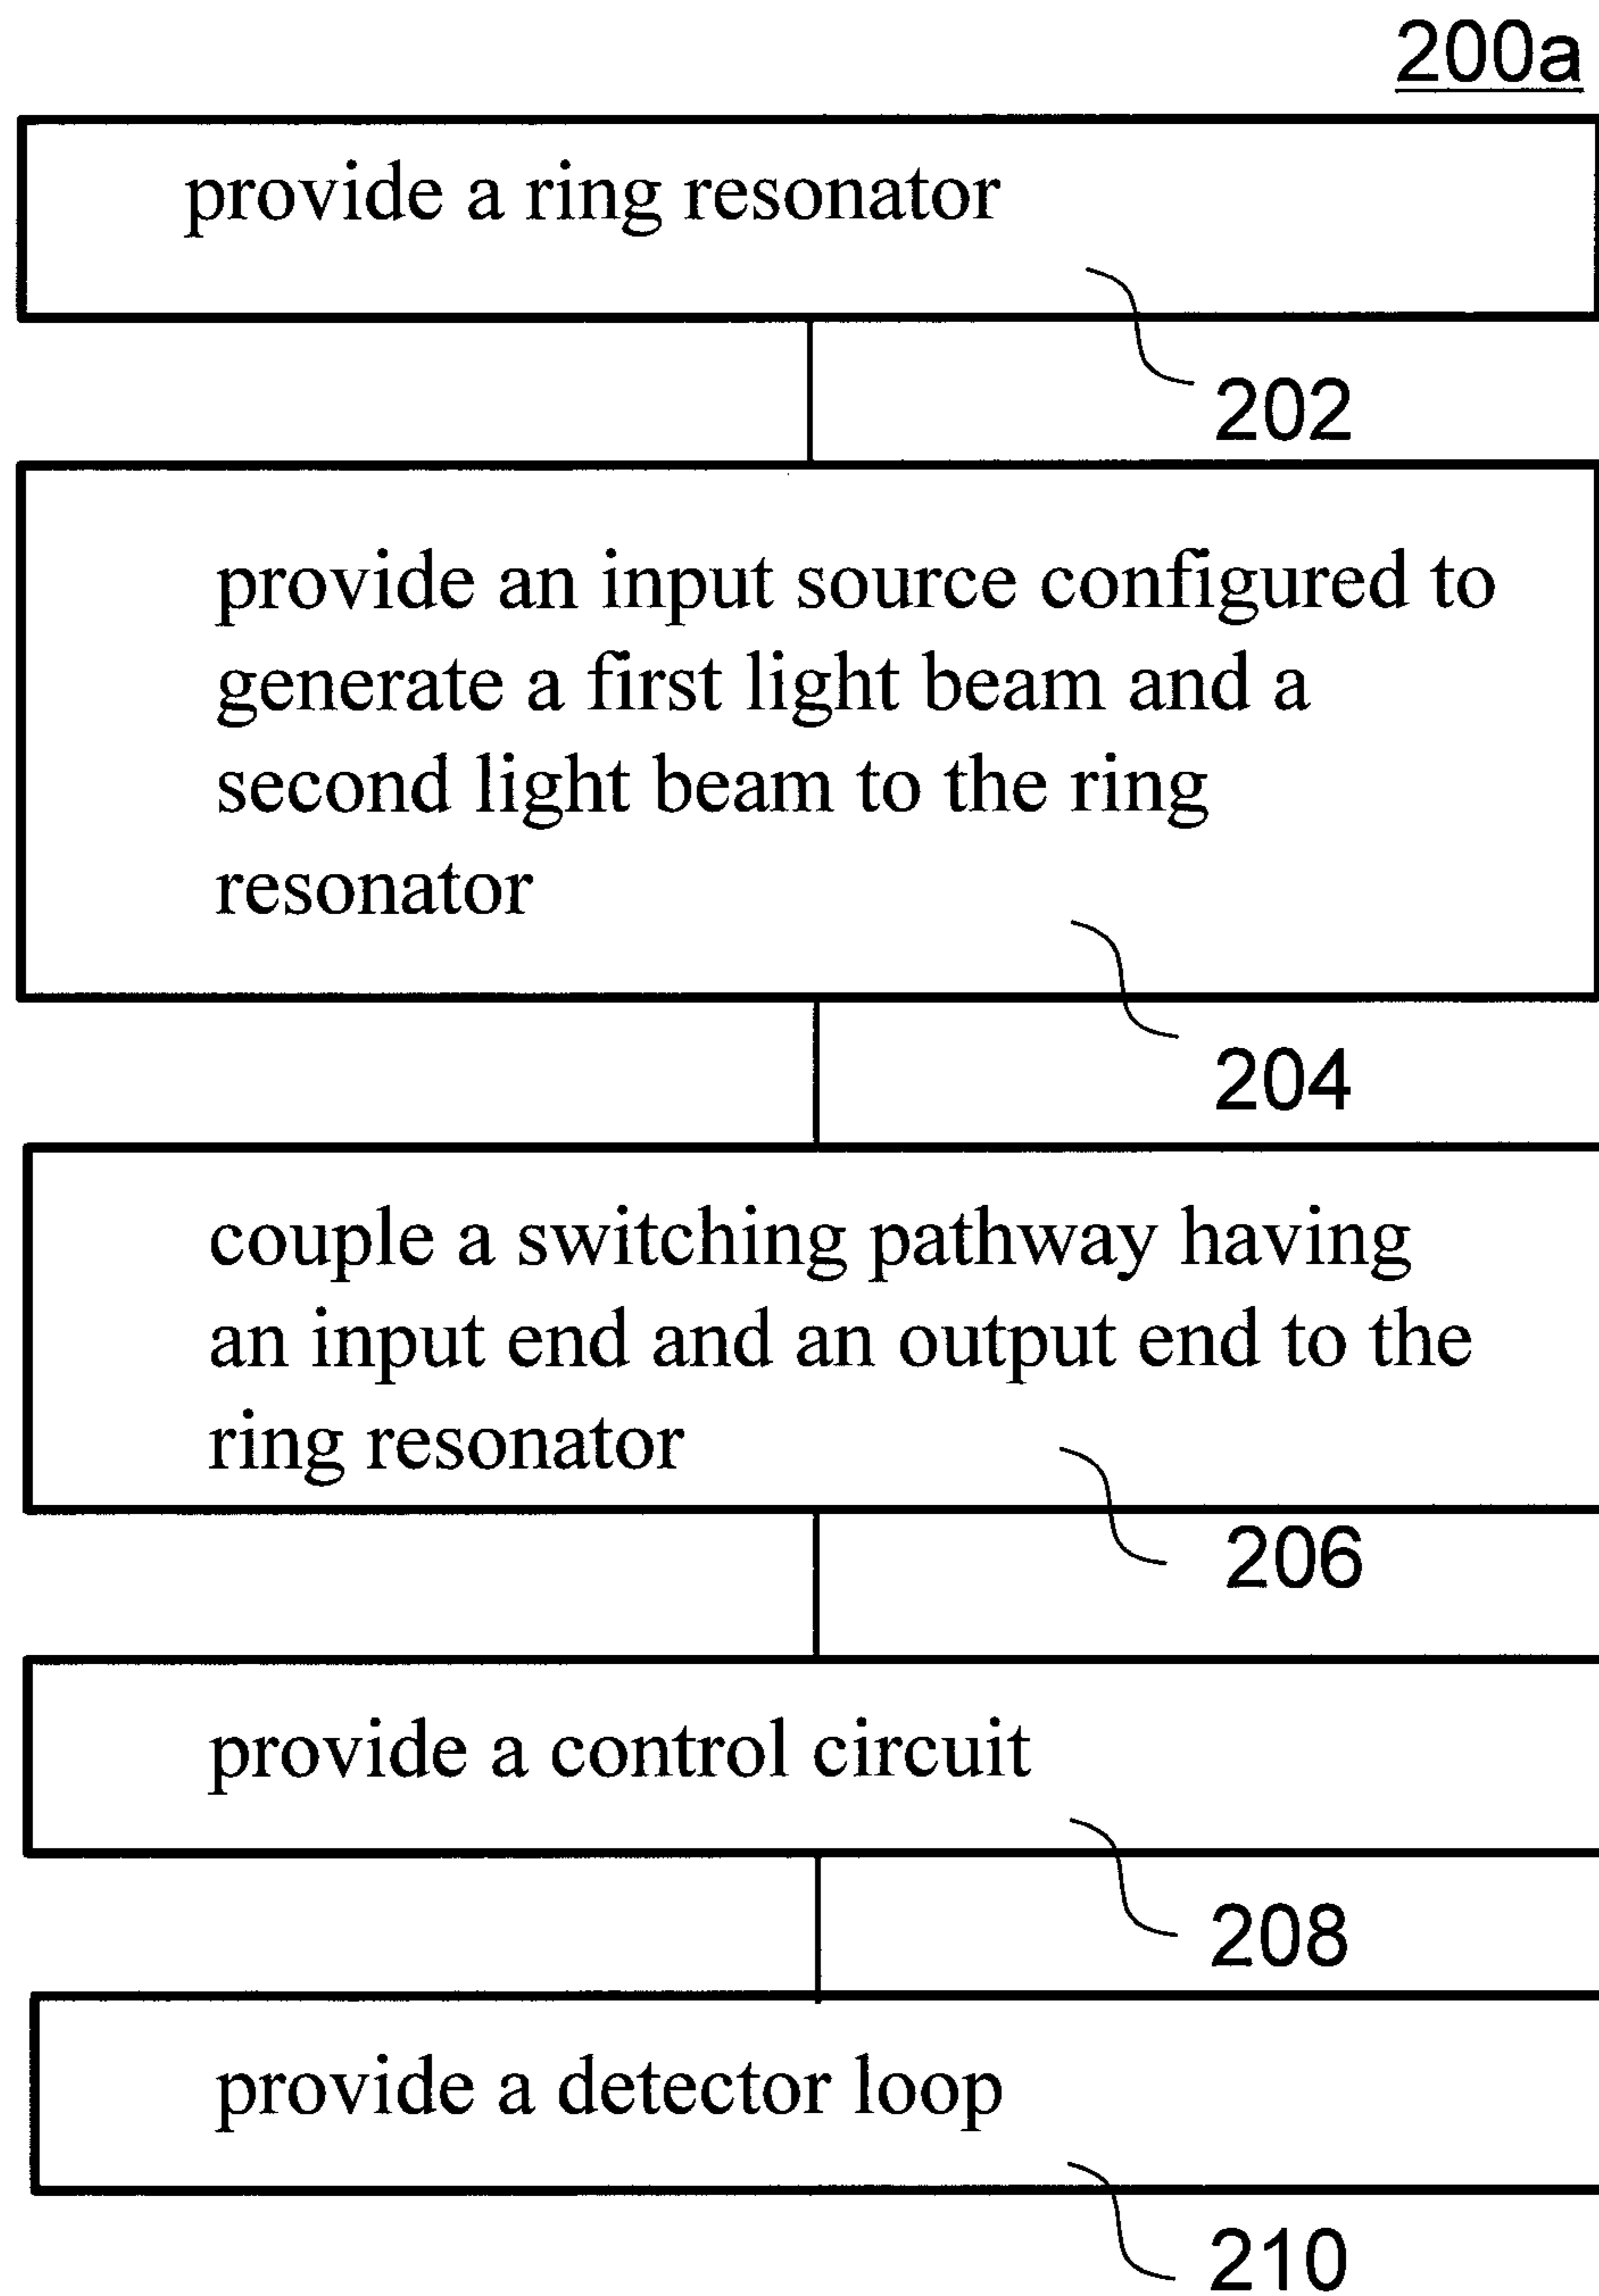 200a
provide a ring resonator
202
provide an input source configured to
generate a first light beam and a
second light beam to the ring
resonator
204
couple a switching pathway having
an input end and an output end to the
ring resonator
206
provide a control circuit
208
provide a detector loop
210